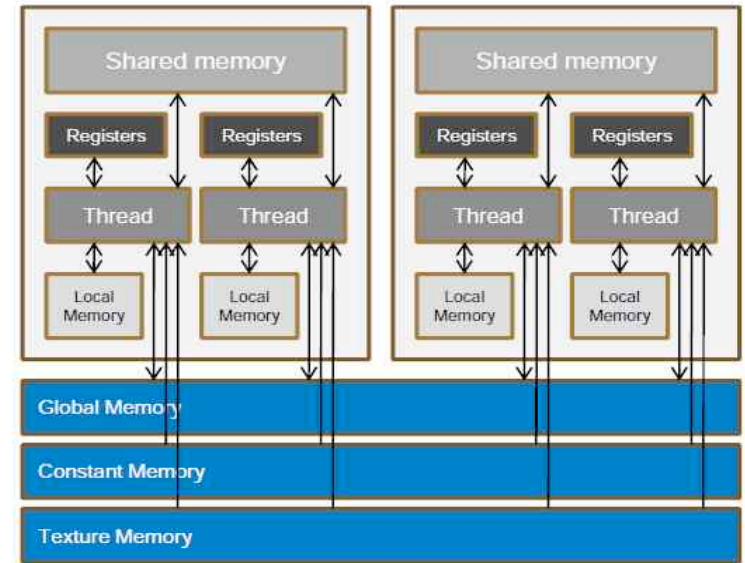 Shared memory
Shared memory
Registers
Registers
Registers
Registers
Thread
Thread
Thread
Thread
Local
Memory
Local
Memory
Local
Memory
Local
Memory
Global Memory
Constant Memory
Texture Memory